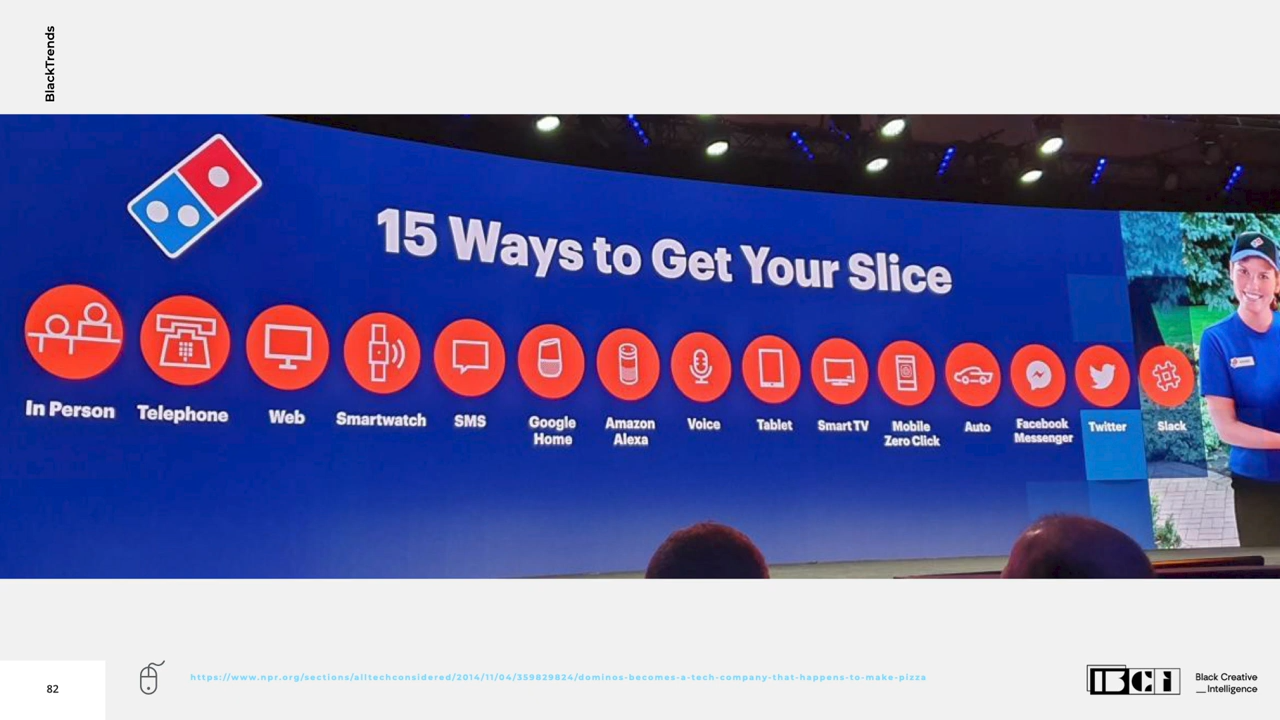 BlackTrends
15 Ways to Get Your Slice
In Person
Telephone
Web
Smartwatch
SMS
Google
Home
Amazon
Alexa
Voice
Tablet
Smart TV
Mobile
Zero Click
Auto
Facebook
Messenger
Twitter
Slack
82
https://www.npr.org/sections/alltechconsidered/2014/11/04/359829824/dominos-becomes-a-tech-company-that-happens-to-make-pizza
BCi
Black Creative
__Intelligence